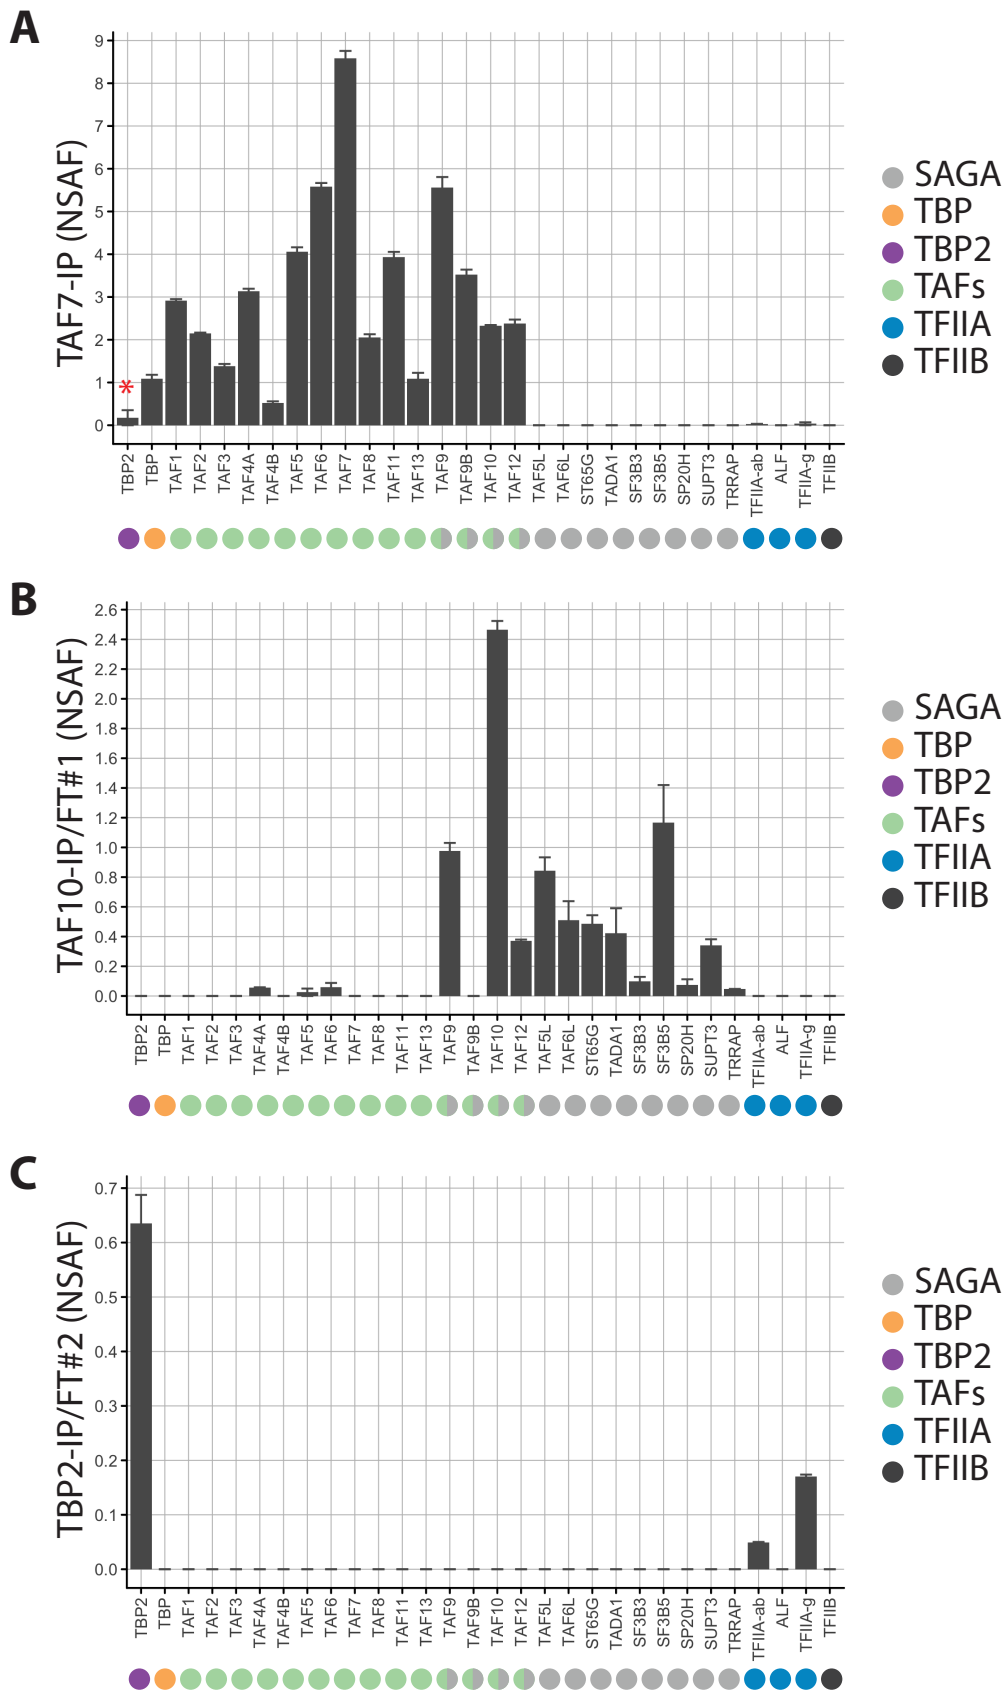 A
TAF7-IP (NSAF)
9
8
7
6
5
4
3
2
1
0
*
TBP2
TBP
TAF1
TAF2
TAF3
TAF4A
TAF4B
TAF5
TAF6
TAF7
TAF8
TAF11
TAF13
TAF9
TAF9B
TAF10
TAF12
TAF5L
TAF6L
ST65G
TADA1
SF3B3
SF3B5
SP20H
SUPT3
TRRAP
TFIIA-ab
ALF
TFIIA-g
TFIIB
SAGA
TBP
TBP2
TAFs
TFIIA
TFIIB
B
TAF10-IP/FT#1 (NSAF)
2.6
2.4
2.2
2.0
1.8
1.6
1.4
1.2
1.0
0.8
0.6
0.4
0.2
0.0
TBP2
TBP
TAF1
TAF2
TAF3
TAF4A
TAF4B
TAF5
TAF6
TAF7
TAF8
TAF11
TAF13
TAF9
TAF9B
TAF10
TAF12
TAF5L
TAF6L
ST65G
TADA1
SF3B3
SF3B5
SP20H
SUPT3
TRRAP
TFIIA-ab
ALF
TFIIA-g
TFIIB
SAGA
TBP
TBP2
TAFs
TFIIA
TFIIB
C
TBP2-IP/FT#2 (NSAF)
0.7
0.6
0.5
0.4
0.3
0.2
0.1
0.0
TBP2
TBP
TAF1
TAF2
TAF3
TAF4A
TAF4B
TAF5
TAF6
TAF7
TAF8
TAF11
TAF13
TAF9
TAF9B
TAF10
TAF12
TAF5L
TAF6L
ST65G
TADA1
SF3B3
SF3B5
SP20H
SUPT3
TRRAP
TFIIA-ab
ALF
TFIIA-g
TFIIB
SAGA
TBP
TBP2
TAFs
TFIIA
TFIIB